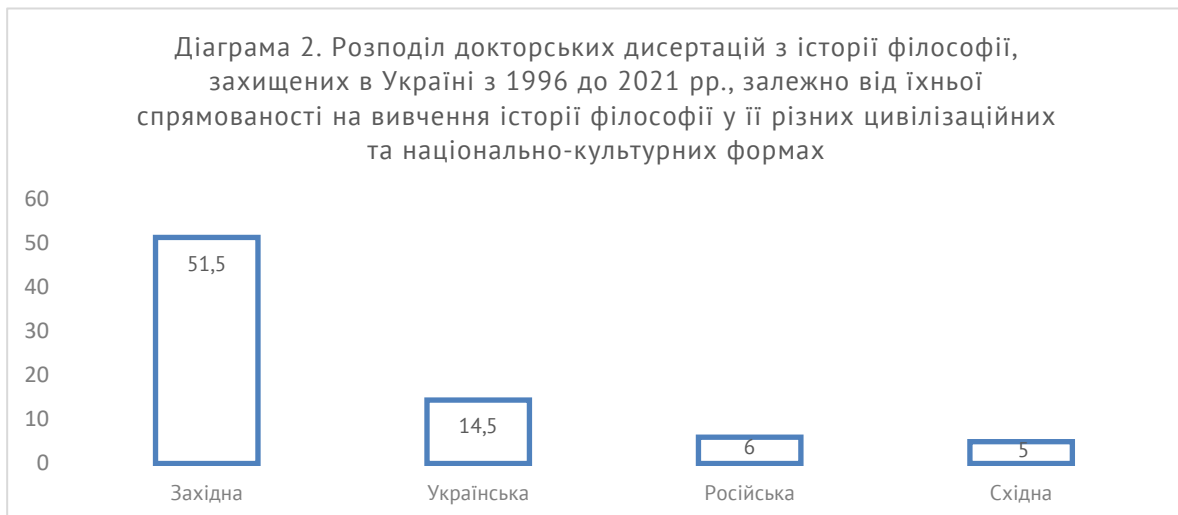 Діаграма 2. Розподіл докторських дисертацій з історії філософії,
захищених в Україні з 1996 до 2021 рр., залежно від їхньої
спрямованості на вивчення історії філософії у її різних цивілізаційних
та національно-культурних формах
60
50
40
30
20
10
0
51,5
14,5
6
5
Західна
Українська
Російська
Східна